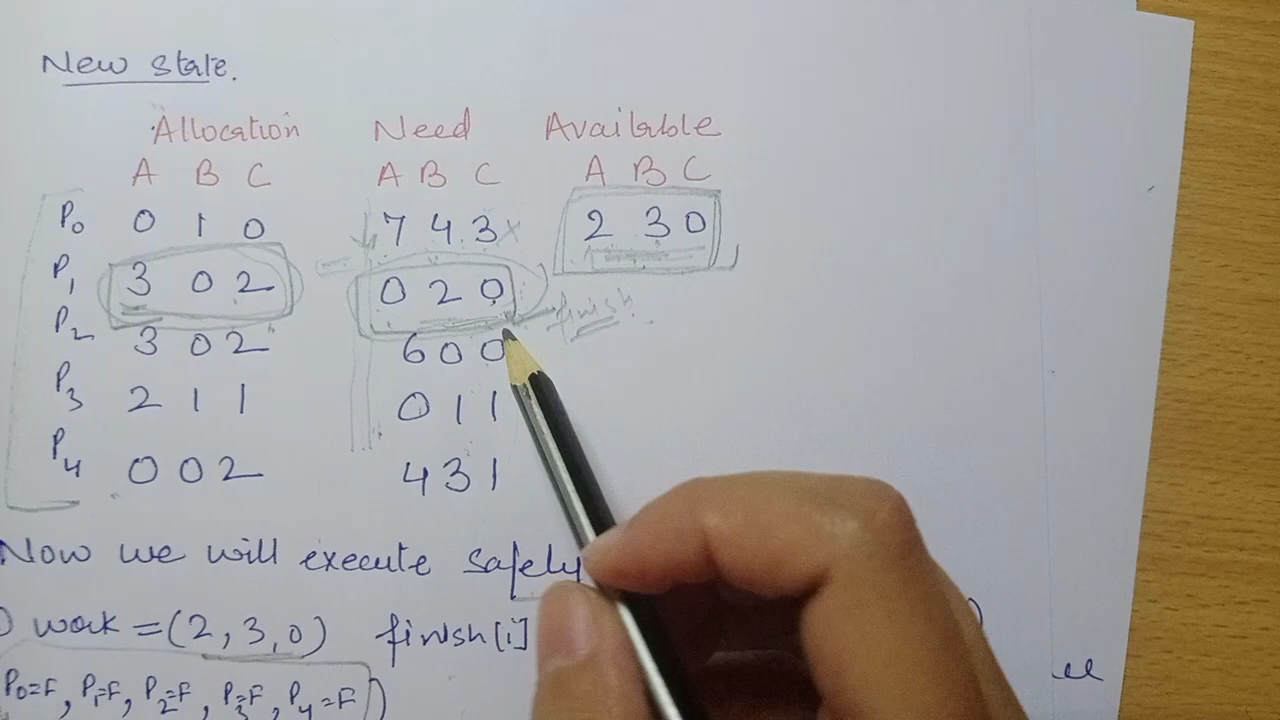 New state.
Allocation Need Available
A B C A B C A B C
P0 0 1 0 7 4 3 x 2 3 0
P1 3 0 2 0 2 0 finish
P2 3 0 2 6 0 0
P3 2 1 1 0 1 1
P4 0 0 2 4 3 1
Now we will execute safely
) work = (2, 3, 0) finish[i] )
P0=F, P1=F, P2=F, P3=F, P4=F)